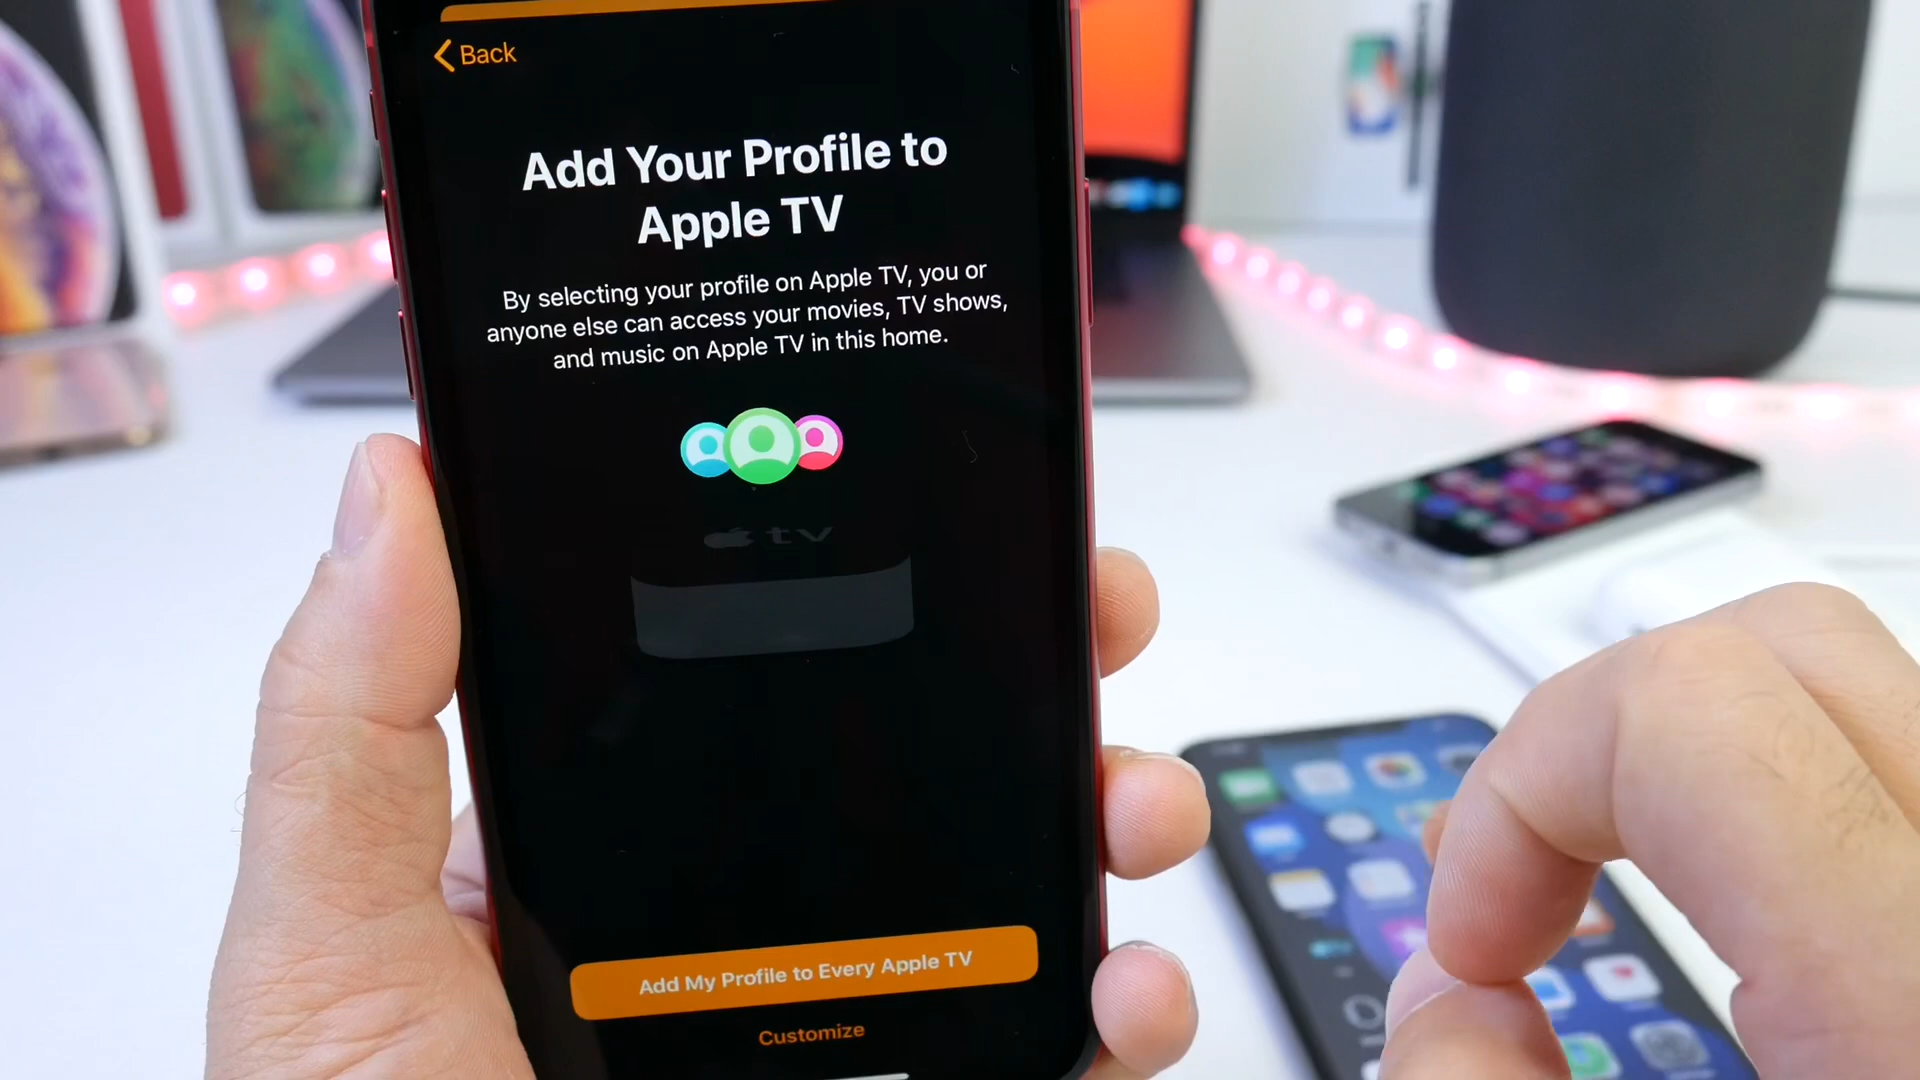 Back
Add Your Profile to
Apple TV
By selecting your profile on Apple TV, you or
anyone else can access your movies, TV shows,
and music on Apple TV in this home.
tv
Add My Profile to Every Apple TV
Customize